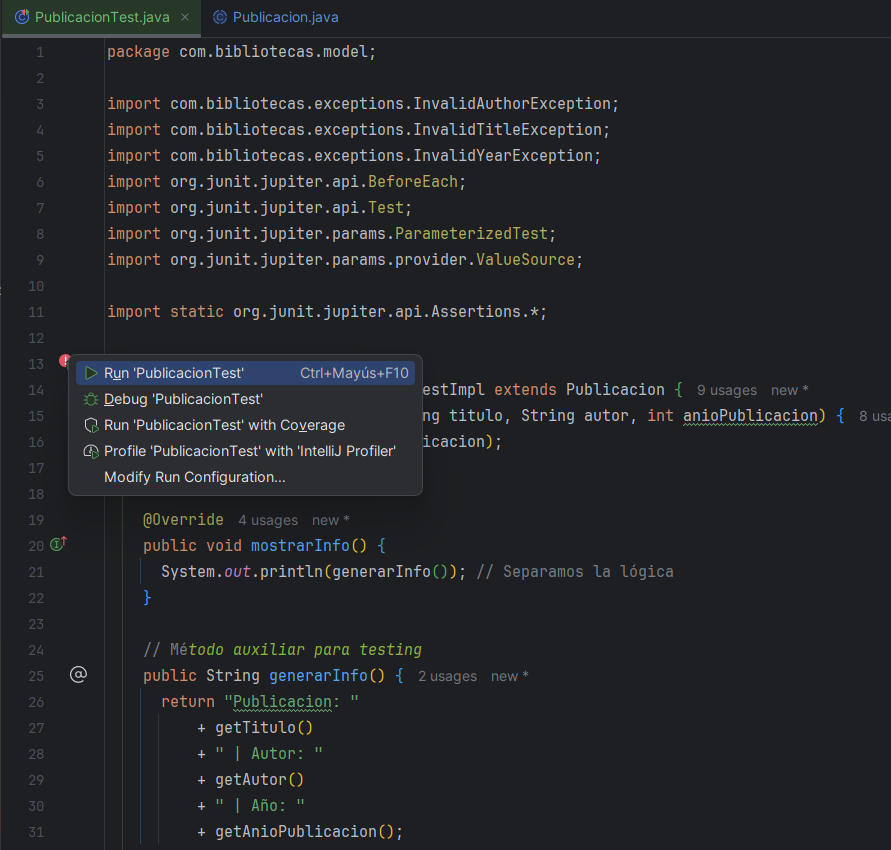 PublicacionTest.java × Publicacion.java
1 package com.bibliotecas.model;
2
3 import com.bibliotecas.exceptions.InvalidAuthorException;
4 import com.bibliotecas.exceptions.InvalidTitleException;
5 import com.bibliotecas.exceptions.InvalidYearException;
6 import org.junit.jupiter.api.BeforeEach;
7 import org.junit.jupiter.api.Test;
8 import org.junit.jupiter.params.ParameterizedTest;
9 import org.junit.jupiter.params.provider.ValueSource;
10
11 import static org.junit.jupiter.api.Assertions.*;
12
13
Run 'PublicacionTest' Ctrl+Mayús+F10
Debug 'PublicacionTest'
Run 'PublicacionTest' with Coverage
Profile 'PublicacionTest' with 'IntelliJ Profiler'
Modify Run Configuration...
14 estImpl extends Publicacion { 9 usages new *
15 ng titulo, String autor, int anioPublicacion) { 8 usa
16 icacion);
17
18
19 @Override 4 usages new *
20 public void mostrarInfo() {
21 System.out.println(generarInfo()); // Separamos la lógica
22 }
23
24 // Método auxiliar para testing
25 @ public String generarInfo() { 2 usages new *
26 return "Publicacion: "
27 + getTitulo()
28 + " | Autor: "
29 + getAutor()
30 + " | Año: "
31 + getAnioPublicacion();